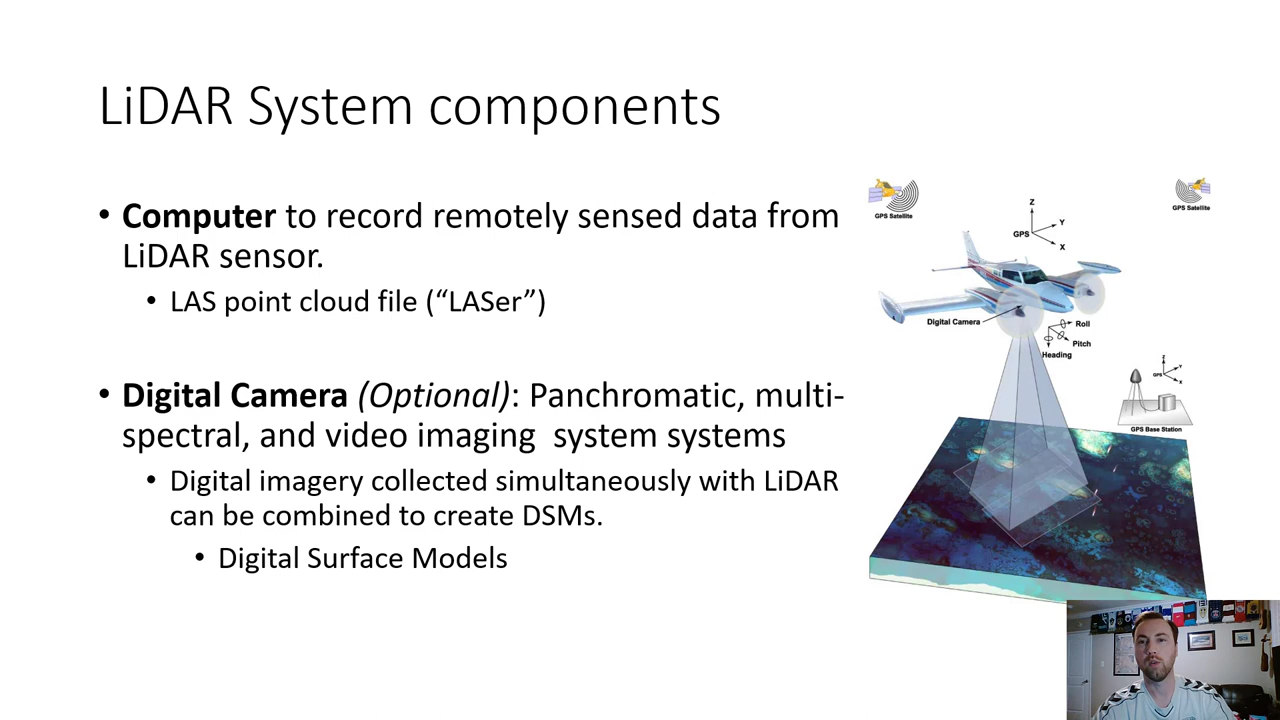 LiDAR System components
• Computer to record remotely sensed data from
LiDAR sensor.
• LAS point cloud file (“LASer”)
• Digital Camera (Optional): Panchromatic, multi-
spectral, and video imaging  system systems
• Digital imagery collected simultaneously with LiDAR
can be combined to create DSMs.
• Digital Surface Models
GPS Satellite
GPS Satellite
Z
Y
GPS
X
Digital Camera
Roll
Pitch
Heading
Z
Y
GPS
X
GPS Base Station